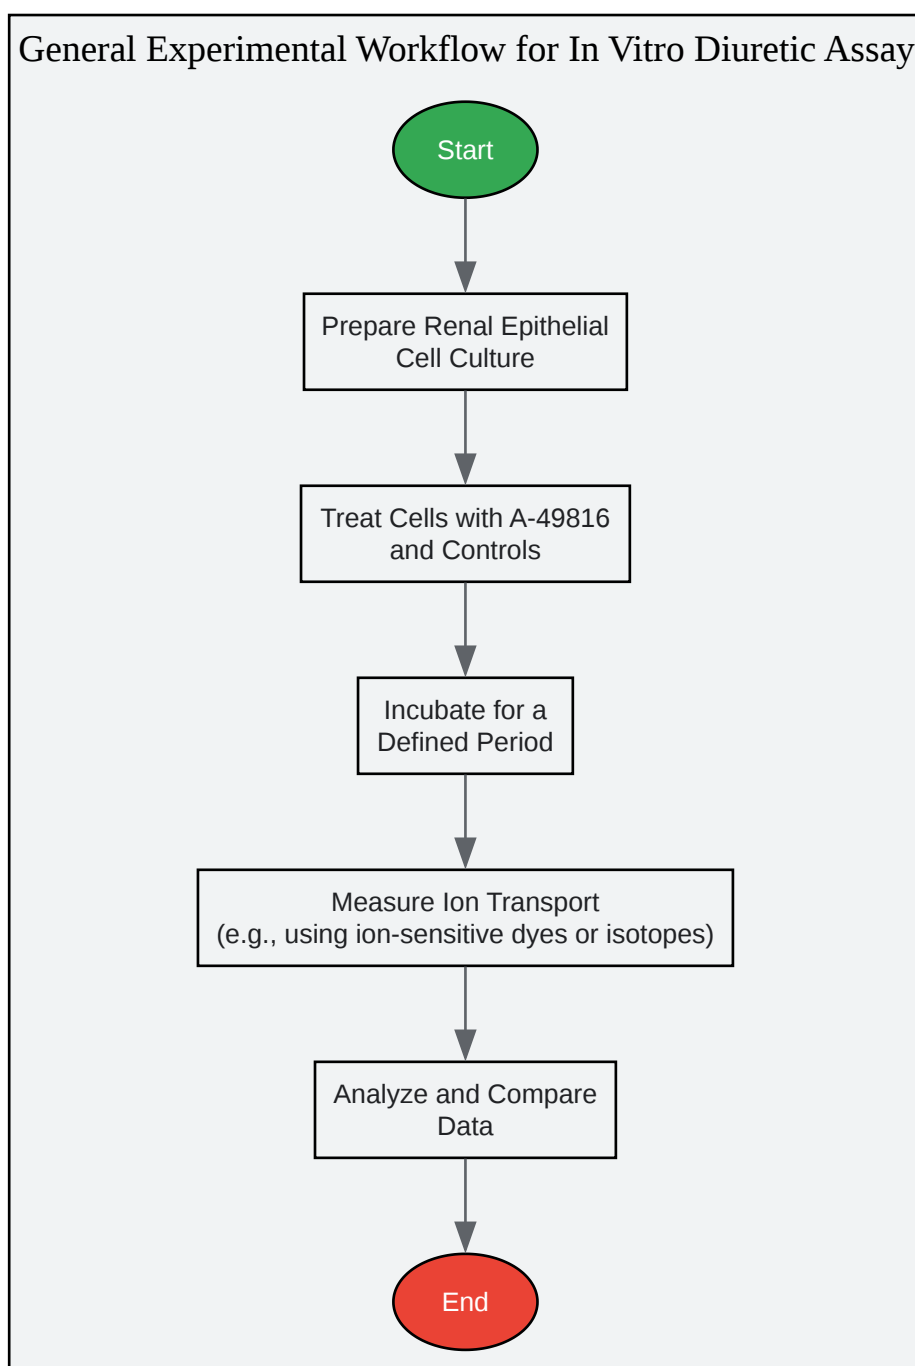 General Experimental Workflow for In Vitro Diuretic Assay
Start
Prepare Renal Epithelial
Cell Culture
Treat Cells with A-49816
and Controls
Incubate for a
Defined Period
Measure Ion Transport
(e.g., using ion-sensitive dyes or isotopes)
Analyze and Compare
Data
End